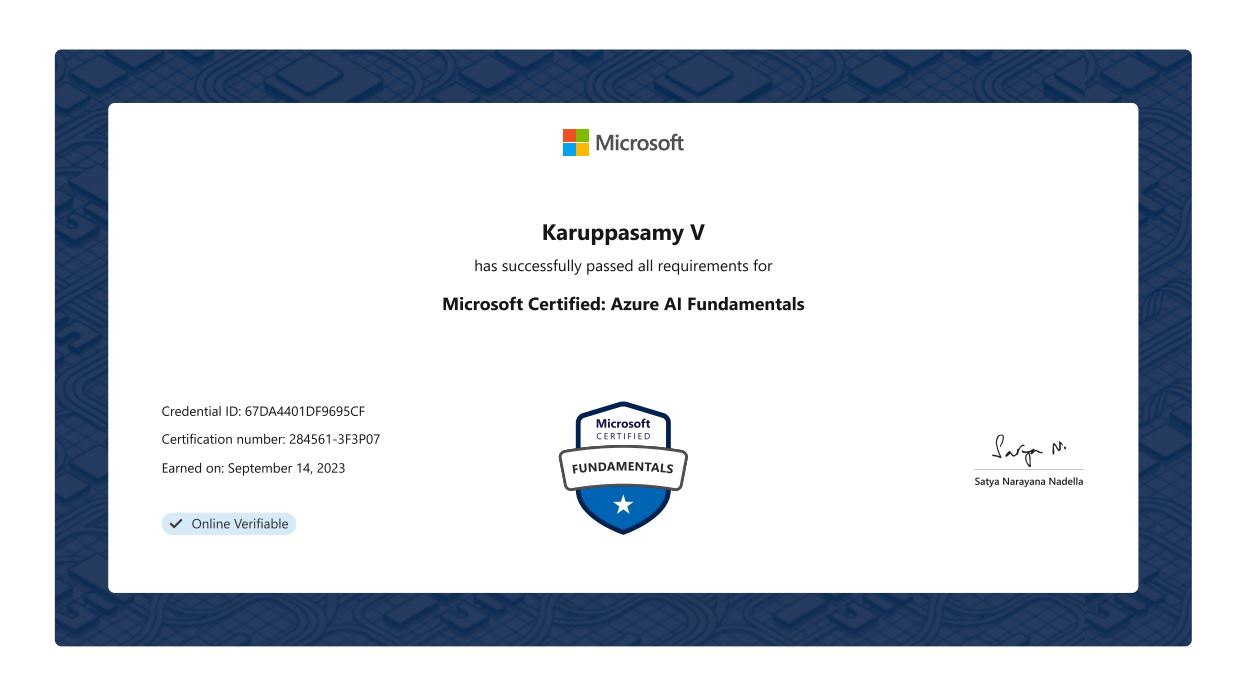 Microsoft
Karuppasamy V
has successfully passed all requirements for
Microsoft Certified: Azure AI Fundamentals
Credential ID: 67DA4401DF9695CF
Certification number: 284561-3F3P07
Earned on: September 14, 2023
Online Verifiable
Microsoft
CERTIFIED
FUNDAMENTALS
Satya N.
Satya Narayana Nadella